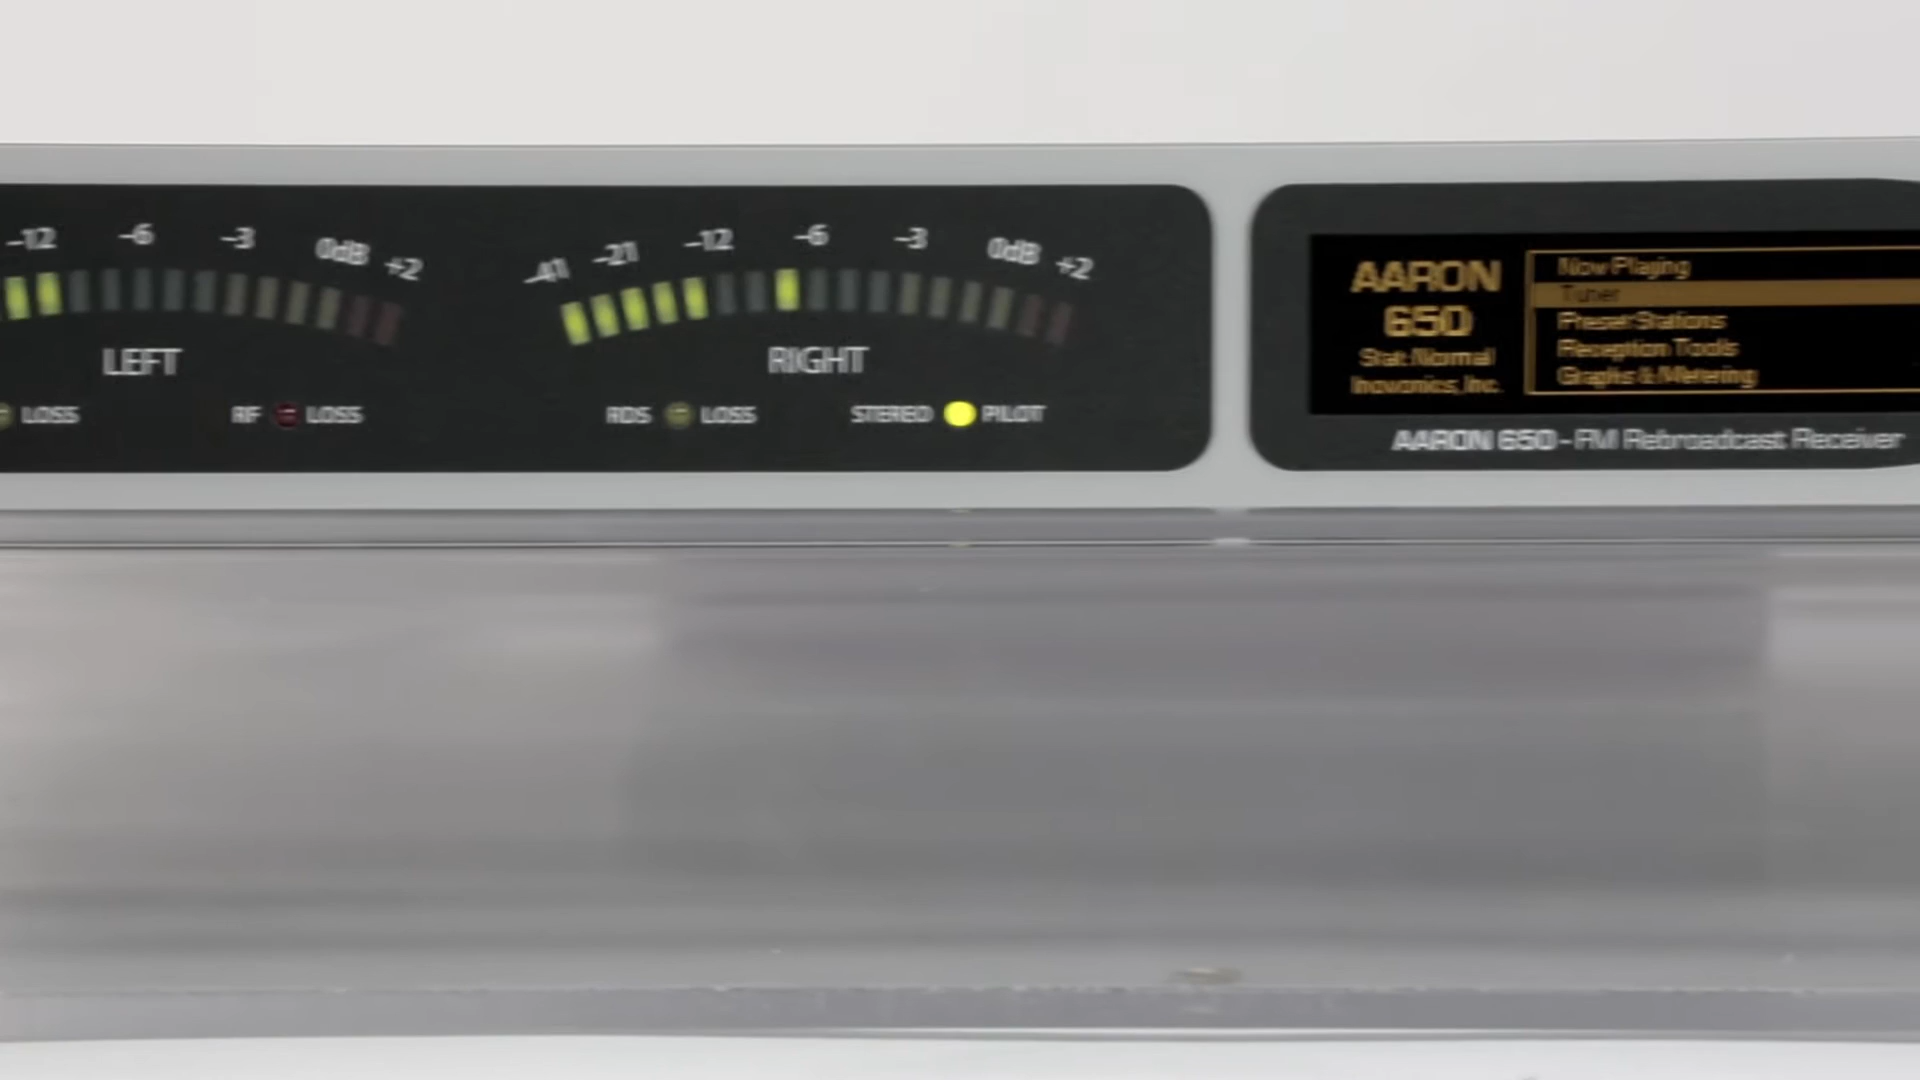 -12 -6 -3 0dB +2
LEFT
LOSS RF LOSS
-41 -21 -12 -6 -3 0dB +2
RIGHT
RDS LOSS STEREO PILOT
AARON
650
Stat: Normal
Inovonics, Inc.
Now Playing
Tuner
Preset Stations
Reception Tools
Graphs & Metering
AARON 650 - FM Rebroadcast Receiver